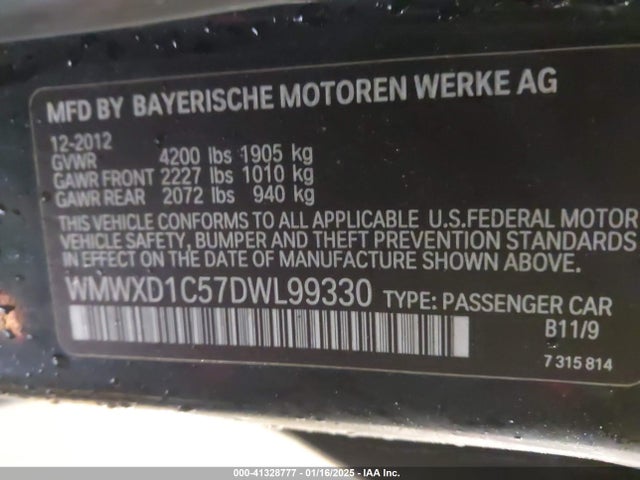 MFD BY BAYERISCHE MOTOREN WERKE AG
12-2012
GVWR 4200 lbs 1905 kg
GAWR FRONT 2227 lbs 1010 kg
GAWR REAR 2072 lbs 940 kg
THIS VEHICLE CONFORMS TO ALL APPLICABLE U.S.FEDERAL MOTOR
VEHICLE SAFETY, BUMPER AND THEFT PREVENTION STANDARDS
IN EFFECT ON THE DATE OF MANUFACTURE SHOWN ABOVE.
WMWXD1C57DWL99330 TYPE: PASSENGER CAR
B11/9
7 315 814
000-41328777 - 01/16/2025 - IAA Inc.